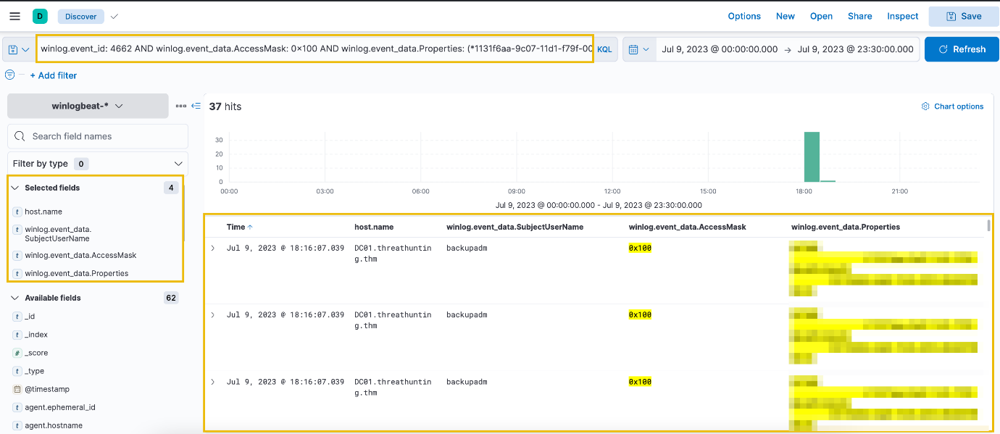 D Discover Options New Open Share Inspect Save
winlog.event_id: 4662 AND winlog.event_data.AccessMask: 0×100 AND winlog.event_data.Properties: (*1131f6aa-9c07-11d1-f79f-00 KQL Jul 9, 2023 @ 00:00:00.000 → Jul 9, 2023 @ 23:30:00.000 Refresh
+ Add filter
winlogbeat-*
Search field names
Filter by type 0
Selected fields 4
t host.name
t winlog.event_data.
SubjectUserName
t winlog.event_data.AccessMask
t winlog.event_data.Properties
Available fields 62
t _id
t _index
# _score
t _type
@timestamp
t agent.ephemeral_id
t agent.hostname
37 hits Chart options
30
20
10
0
00:00 03:00 06:00 09:00 12:00 15:00 18:00 21:00
Jul 9, 2023 @ 00:00:00.000 - Jul 9, 2023 @ 23:30:00.000
Time ↑ host.name winlog.event_data.SubjectUserName winlog.event_data.AccessMask winlog.event_data.Properties
Jul 9, 2023 @ 18:16:07.039 DC01.threathuntin backupadm 0x100
g.thm
Jul 9, 2023 @ 18:16:07.039 DC01.threathuntin backupadm 0x100
g.thm
Jul 9, 2023 @ 18:16:07.039 DC01.threathuntin backupadm 0x100
g.thm